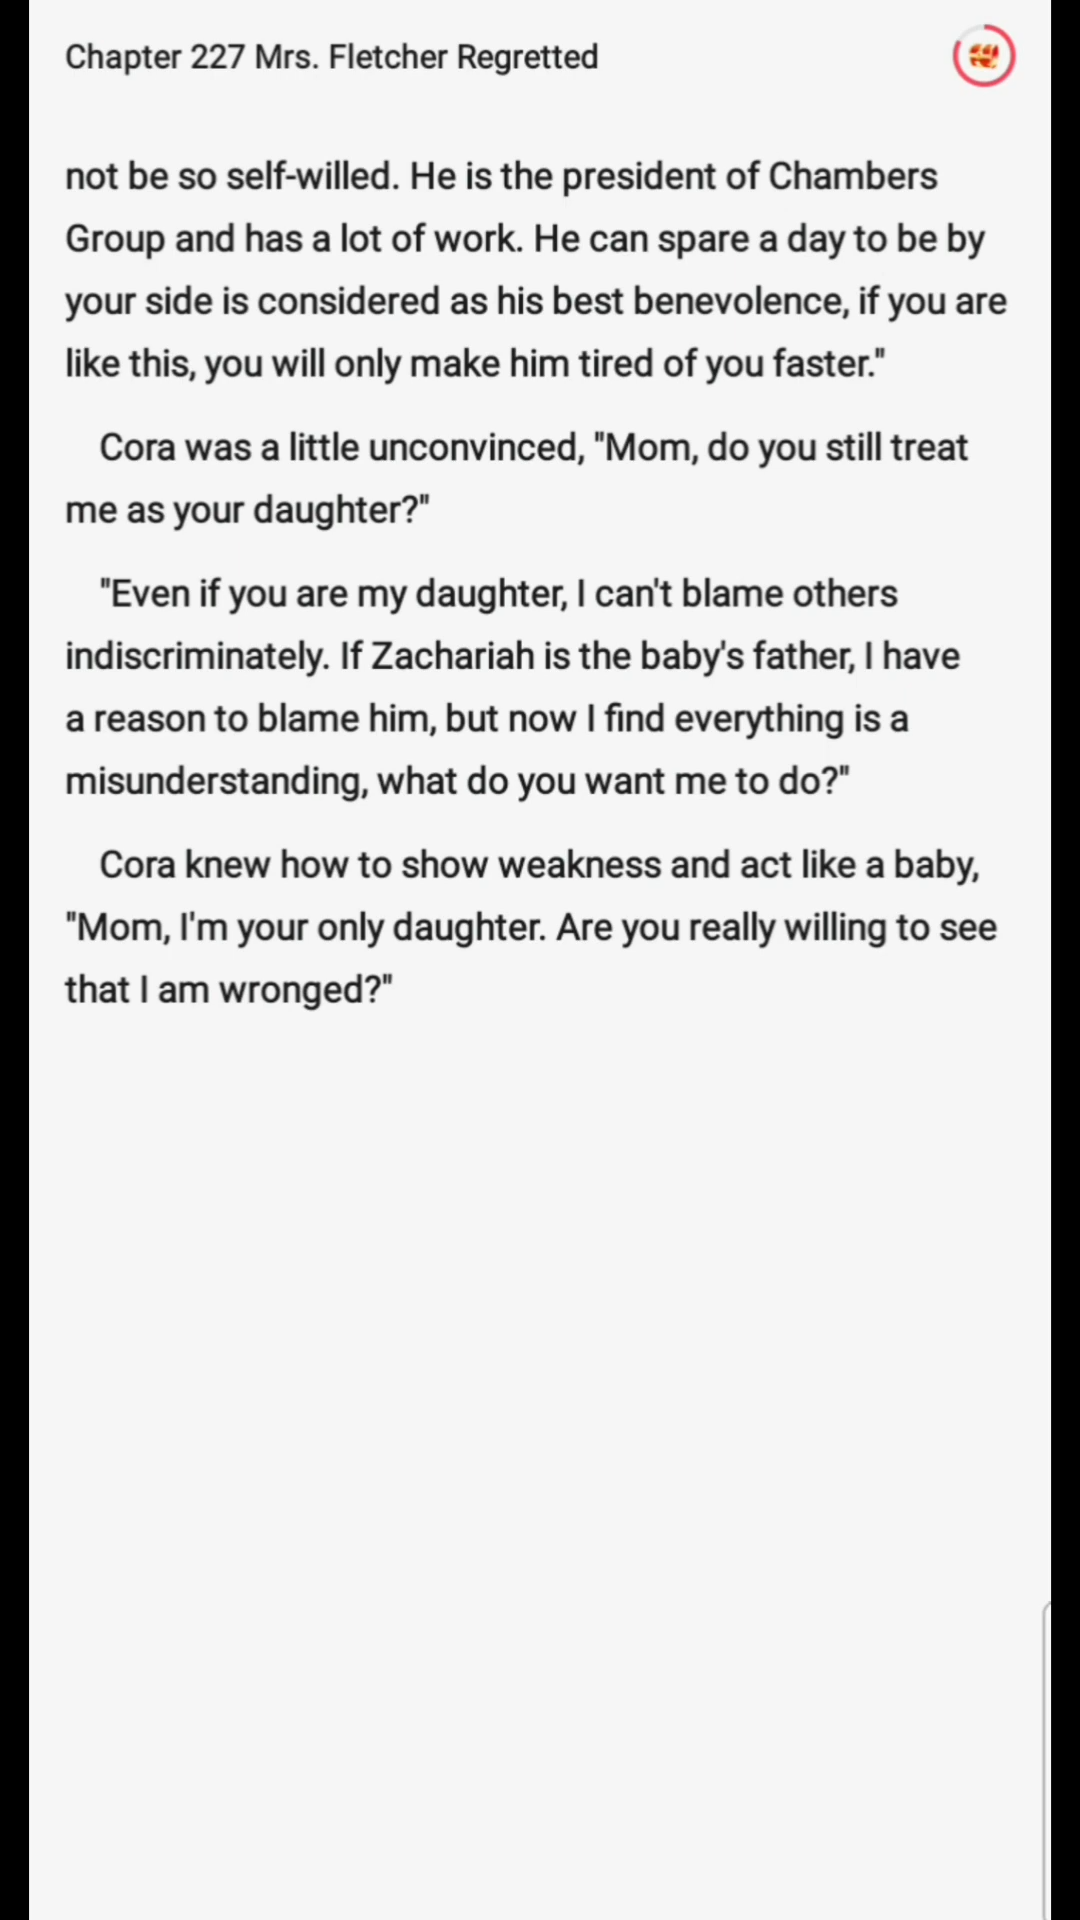 Chapter 227 Mrs. Fletcher Regretted
not be so self-willed. He is the president of Chambers
Group and has a lot of work. He can spare a day to be by
your side is considered as his best benevolence, if you are
like this, you will only make him tired of you faster."
Cora was a little unconvinced, "Mom, do you still treat
me as your daughter?"
"Even if you are my daughter, I can't blame others
indiscriminately. If Zachariah is the baby's father, I have
a reason to blame him, but now I find everything is a
misunderstanding, what do you want me to do?"
Cora knew how to show weakness and act like a baby,
"Mom, I'm your only daughter. Are you really willing to see
that I am wronged?"